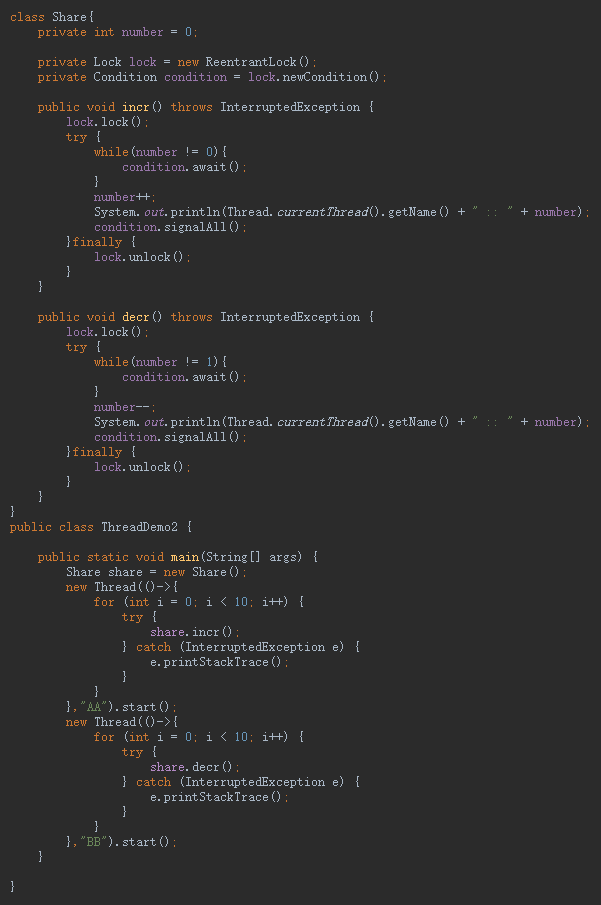 class Share{
    private int number = 0;

    private Lock lock = new ReentrantLock();
    private Condition condition = lock.newCondition();

    public void incr() throws InterruptedException {
        lock.lock();
        try {
            while(number != 0){
                condition.await();
            }
            number++;
            System.out.println(Thread.currentThread().getName() + " :: " + number);
            condition.signalAll();
        }finally {
            lock.unlock();
        }
    }

    public void decr() throws InterruptedException {
        lock.lock();
        try {
            while(number != 1){
                condition.await();
            }
            number--;
            System.out.println(Thread.currentThread().getName() + " :: " + number);
            condition.signalAll();
        }finally {
            lock.unlock();
        }
    }
}
public class ThreadDemo2 {

    public static void main(String[] args) {
        Share share = new Share();
        new Thread(()->{
            for (int i = 0; i < 10; i++) {
                try {
                    share.incr();
                } catch (InterruptedException e) {
                    e.printStackTrace();
                }
            }
        },"AA").start();
        new Thread(()->{
            for (int i = 0; i < 10; i++) {
                try {
                    share.decr();
                } catch (InterruptedException e) {
                    e.printStackTrace();
                }
            }
        },"BB").start();
    }

}